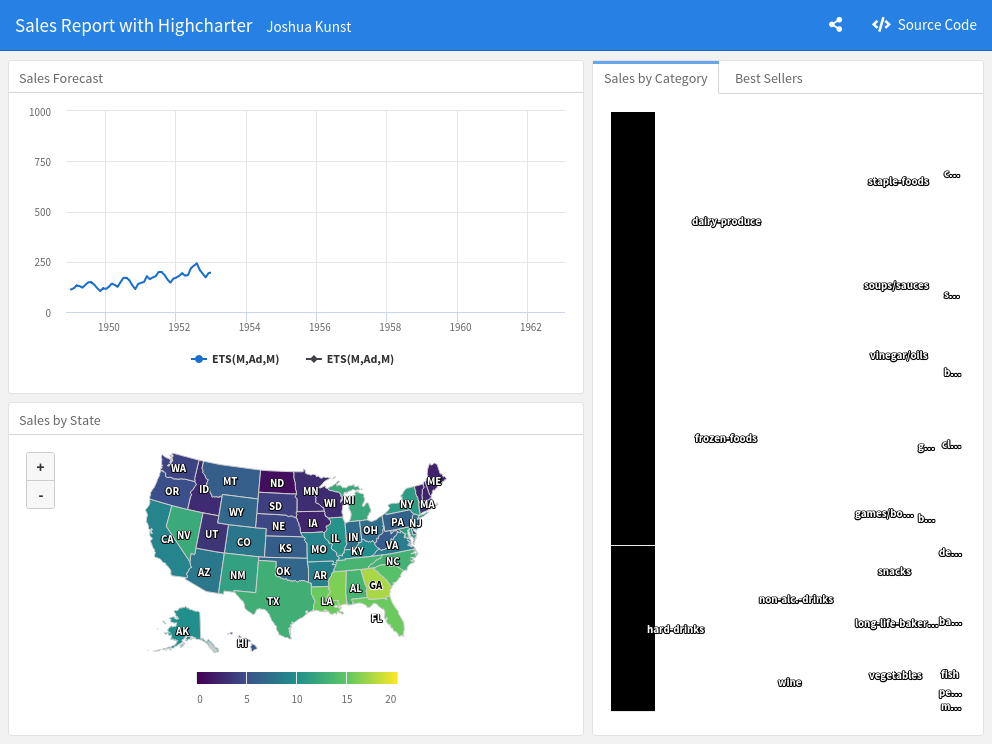 Sales Report with Highcharter Joshua Kunst
Source Code
Sales Forecast
1000
750
500
250
0
1950 1952 1954 1956 1958 1960 1962
ETS(M,Ad,M) ETS(M,Ad,M)
Sales by State
+
-
WA
MT
ND
ME
OR
ID
MN
SD
WI
MI
NY
MA
WY
IA
PA
NJ
NE
OH
UT
IL
IN
CA
NV
CO
KS
MO
KY
VA
NC
AZ
NM
OK
AR
AL
GA
TX
LA
FL
AK
HI
0 5 10 15 20
Sales by Category Best Sellers
c...
staple-foods
dairy-produce
soups/sauces
s...
vinegar/oils
b...
frozen-foods
g... cl...
games/bo... b...
de...
snacks
non-alc.-drinks
long-life-baker... ba...
hard-drinks
vegetables fish
wine
pe...
m...